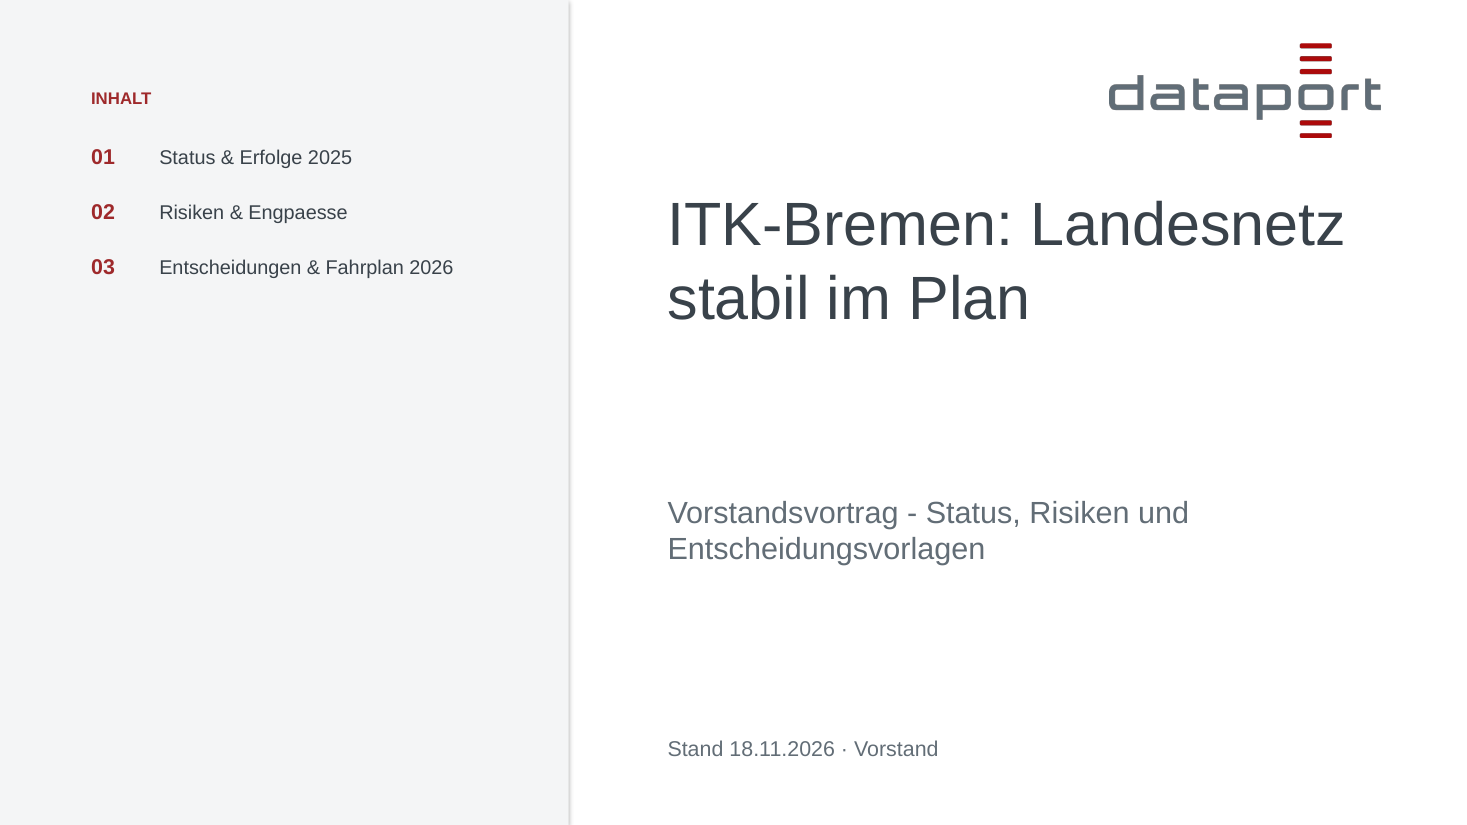 INHALT
01 Status & Erfolge 2025
02 Risiken & Engpaesse
03 Entscheidungen & Fahrplan 2026
dataport
ITK-Bremen: Landesnetz
stabil im Plan
Vorstandsvortrag - Status, Risiken und
Entscheidungsvorlagen
Stand 18.11.2026 · Vorstand